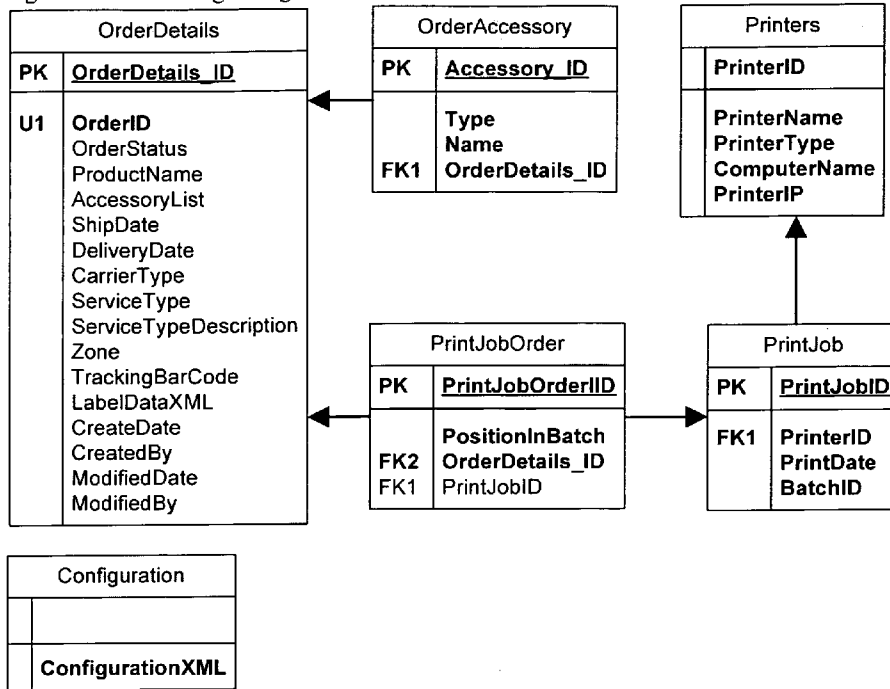 OrderDetails
PK OrderDetails_ID
U1 OrderID
OrderStatus
ProductName
AccessoryList
ShipDate
DeliveryDate
CarrierType
ServiceType
ServiceTypeDescription
Zone
TrackingBarCode
LabelDataXML
CreateDate
CreatedBy
ModifiedDate
ModifiedBy
OrderAccessory
PK Accessory_ID
Type
Name
FK1 OrderDetails_ID
Printers
PrinterID
PrinterName
PrinterType
ComputerName
PrinterIP
PrintJobOrder
PK PrintJobOrderIID
PositionInBatch
FK2 OrderDetails_ID
FK1 PrintJobID
PrintJob
PK PrintJobID
FK1 PrinterID
PrintDate
BatchID
Configuration
ConfigurationXML